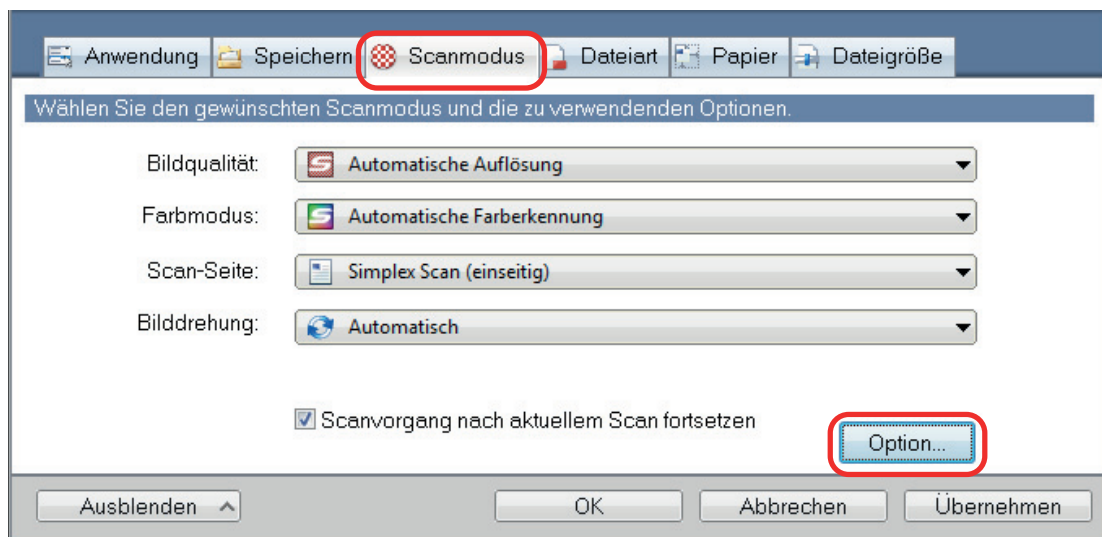 Anwendung Speichern Scanmodus Dateiart Papier Dateigröße
Wählen Sie den gewünschten Scanmodus und die zu verwendenden Optionen.
Bildqualität: Automatische Auflösung
Farbmodus: Automatische Farberkennung
Scan-Seite: Simplex Scan (einseitig)
Bilddrehung: Automatisch
Scanvorgang nach aktuellem Scan fortsetzen
Option...
Ausblenden OK Abbrechen Übernehmen